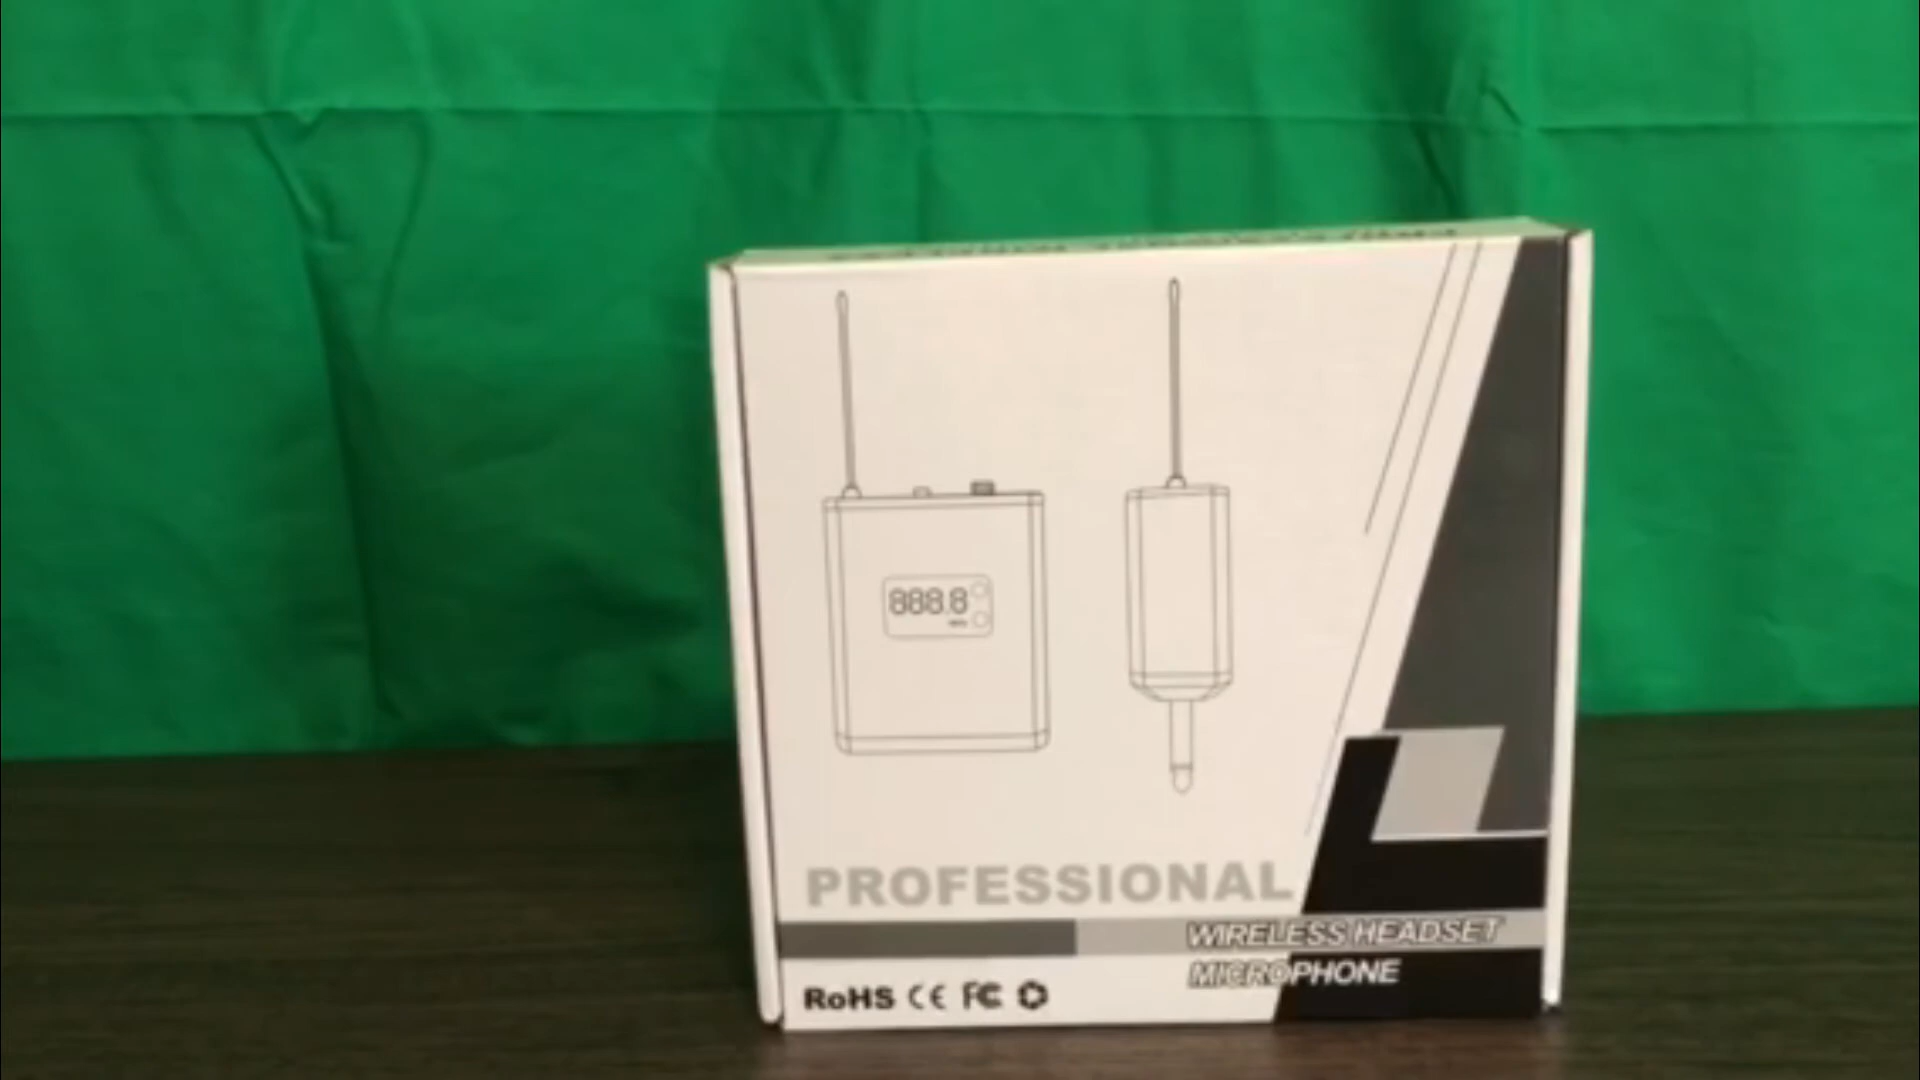 888.8
PROFESSIONAL
WIRELESS HEADSET
MICROPHONE
RoHS CE FC